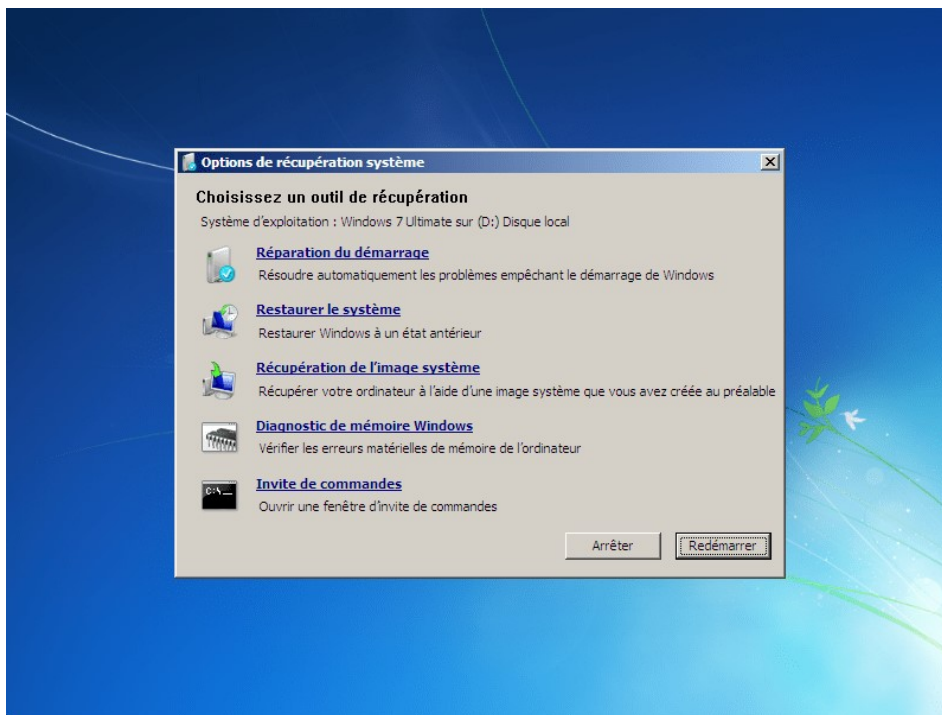 Options de récupération système
Choisissez un outil de récupération
Système d'exploitation : Windows 7 Ultimate sur (D:) Disque local
Réparation du démarrage
Résoudre automatiquement les problèmes empêchant le démarrage de Windows
Restaurer le système
Restaurer Windows à un état antérieur
Récupération de l'image système
Récupérer votre ordinateur à l'aide d'une image système que vous avez créée au préalable
Diagnostic de mémoire Windows
Vérifier les erreurs matérielles de mémoire de l'ordinateur
C:\_
Invite de commandes
Ouvrir une fenêtre d'invite de commandes
Arrêter
Redémarrer